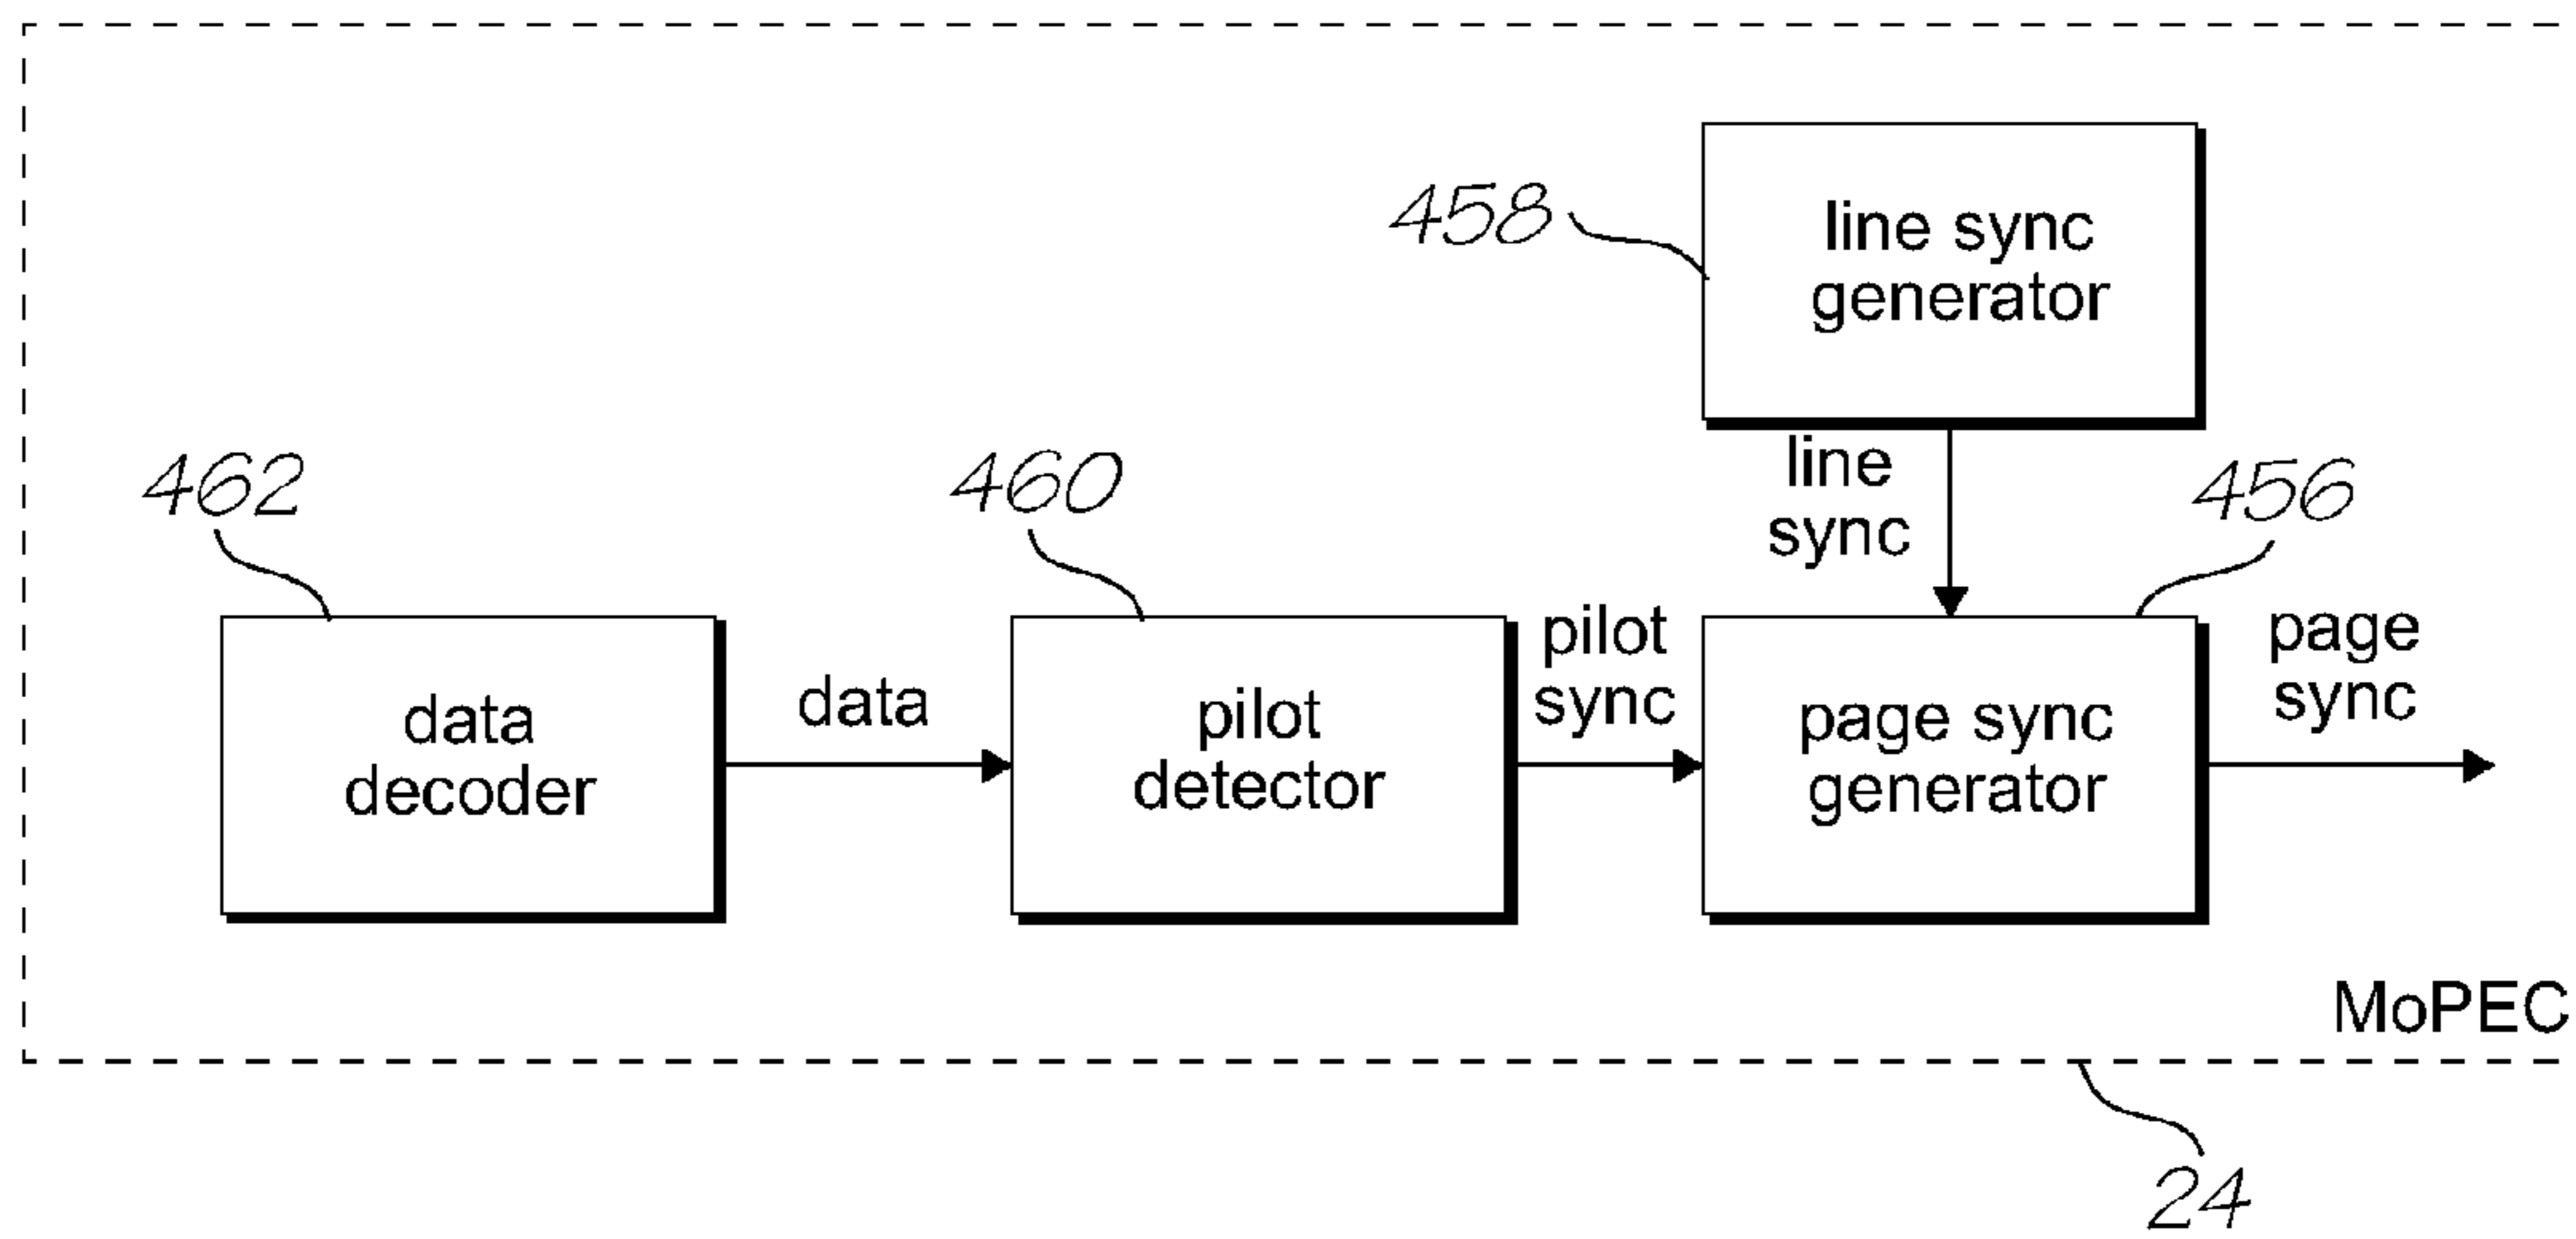 458
line sync
generator
line
sync
462
460
456
data
decoder
data
pilot
detector
pilot
sync
page sync
generator
page
sync
MoPEC
24